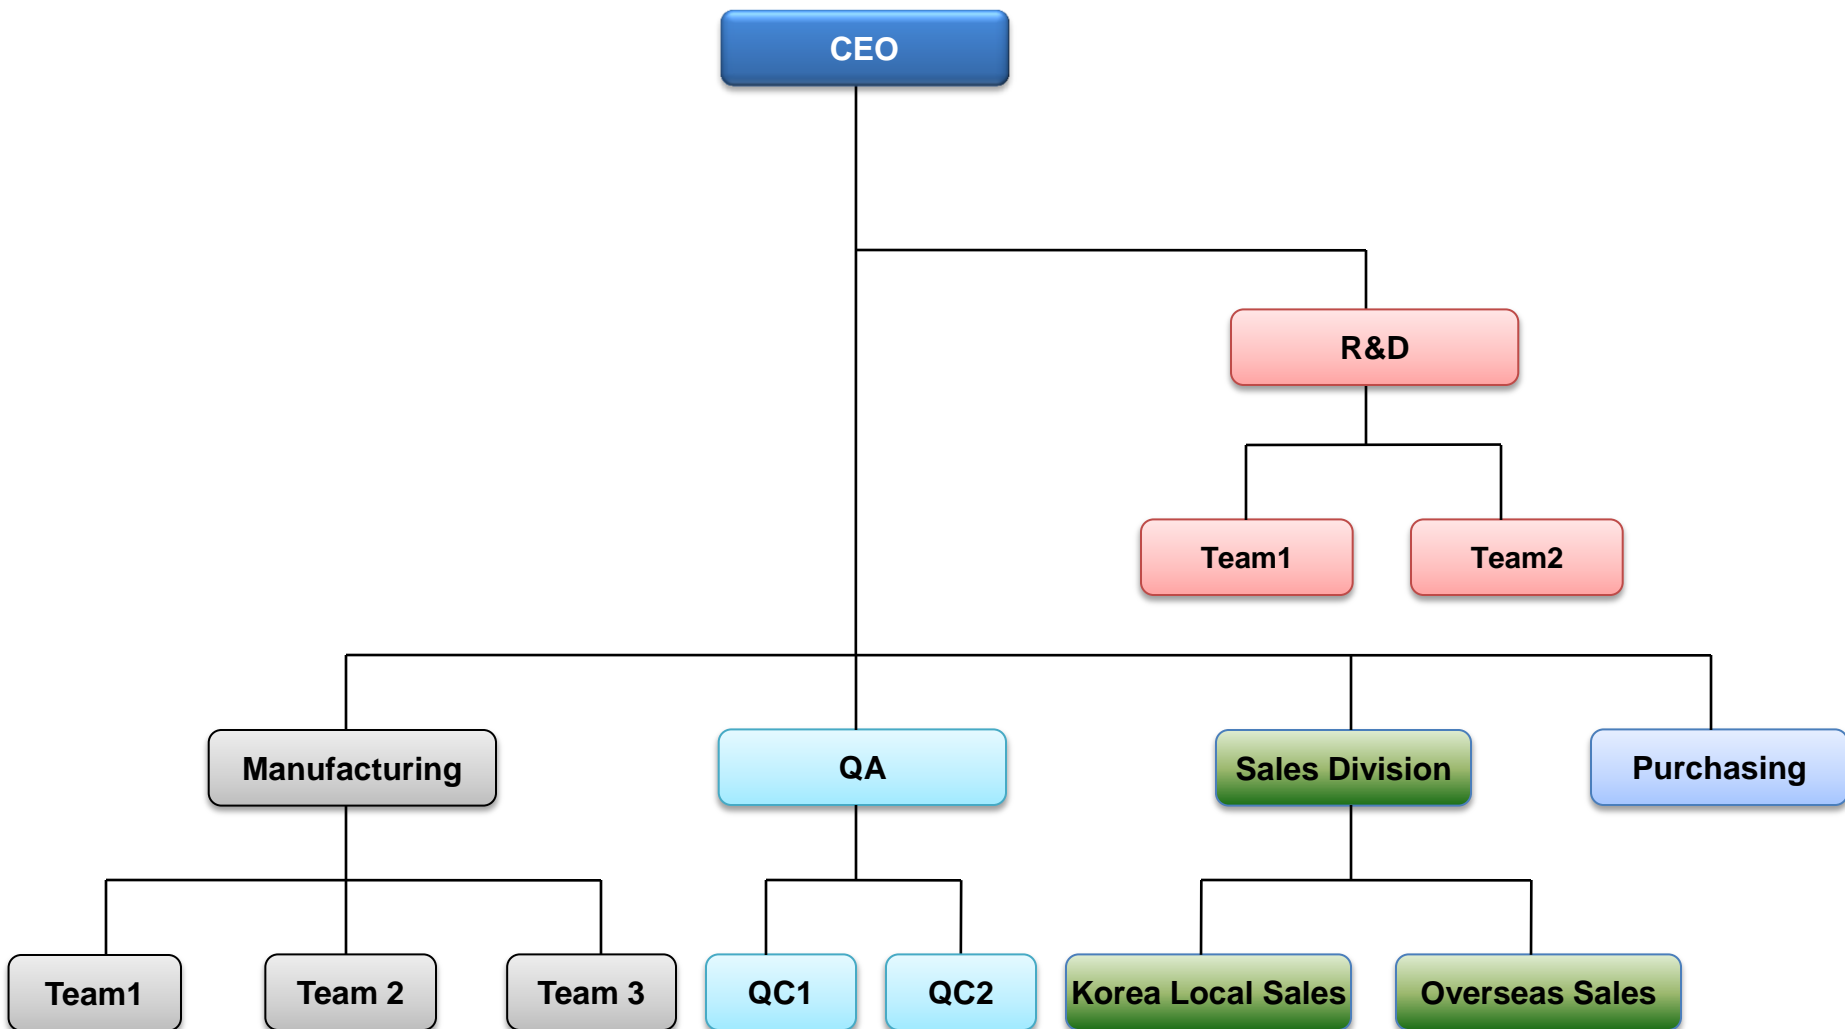 CEO
R&D
Team1
Team2
Manufacturing
QA
Sales Division
Purchasing
Team1
Team 2
Team 3
QC1
QC2
Korea Local Sales
Overseas Sales